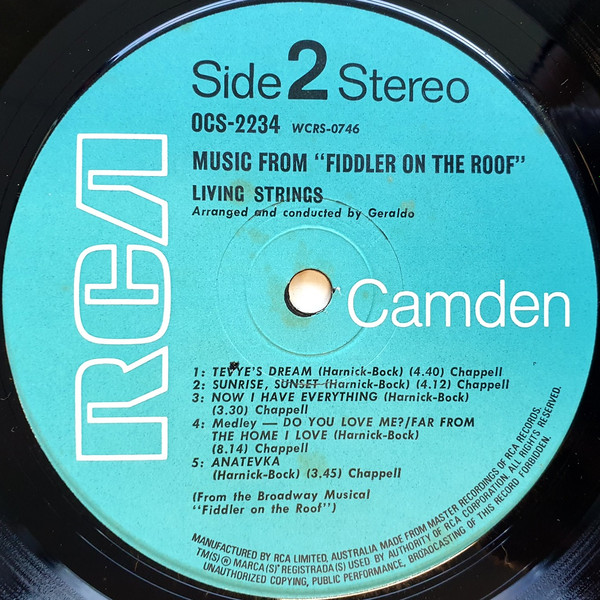 Side 2 Stereo
OCS-2234 WCRS-0746
MUSIC FROM "FIDDLER ON THE ROOF"
LIVING STRINGS
Arranged and conducted by Geraldo
RCA
Camden
1: TEVYE'S DREAM (Harnick-Bock) (4.40) Chappell
2: SUNRISE, SUNSET (Harnick-Bock) (4.12) Chappell
3: NOW I HAVE EVERYTHING (Harnick-Bock)
(3.30) Chappell
4: Medley — DO YOU LOVE ME?/FAR FROM
THE HOME I LOVE (Harnick-Bock)
(8.14) Chappell
5: ANATEVKA
(Harnick-Bock) (3.45) Chappell
(From the Broadway Musical
"Fiddler on the Roof")
MANUFACTURED BY RCA LIMITED, AUSTRALIA MADE FROM MASTER RECORDINGS OF RCA RECORDS.
TM(S) ® MARCA(S) REGISTRADA(S) USED BY AUTHORITY OF RCA CORPORATION ALL RIGHTS RESERVED.
UNAUTHORIZED COPYING, PUBLIC PERFORMANCE, BROADCASTING OF THIS RECORD FORBIDDEN.